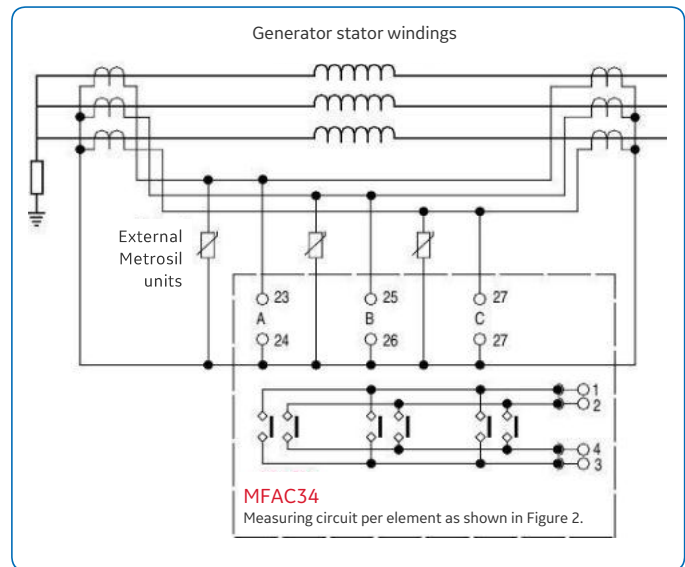 Generator stator windings
External
Metrosil
units
23 25 27
A B C
24 26 27
1
2
4
3
MFAC34
Measuring circuit per element as shown in Figure 2.